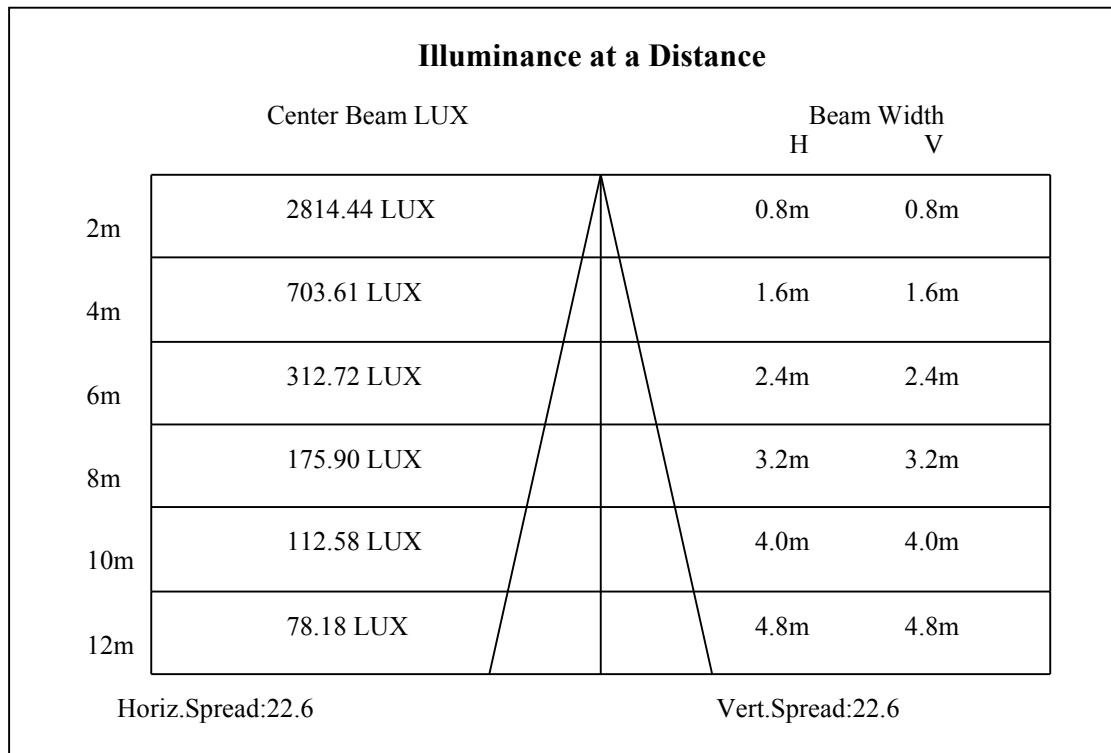 Illuminance at a Distance
Center Beam LUX Beam Width
H V
2m 2814.44 LUX 0.8m 0.8m
4m 703.61 LUX 1.6m 1.6m
6m 312.72 LUX 2.4m 2.4m
8m 175.90 LUX 3.2m 3.2m
10m 112.58 LUX 4.0m 4.0m
12m 78.18 LUX 4.8m 4.8m
Horiz.Spread:22.6 Vert.Spread:22.6